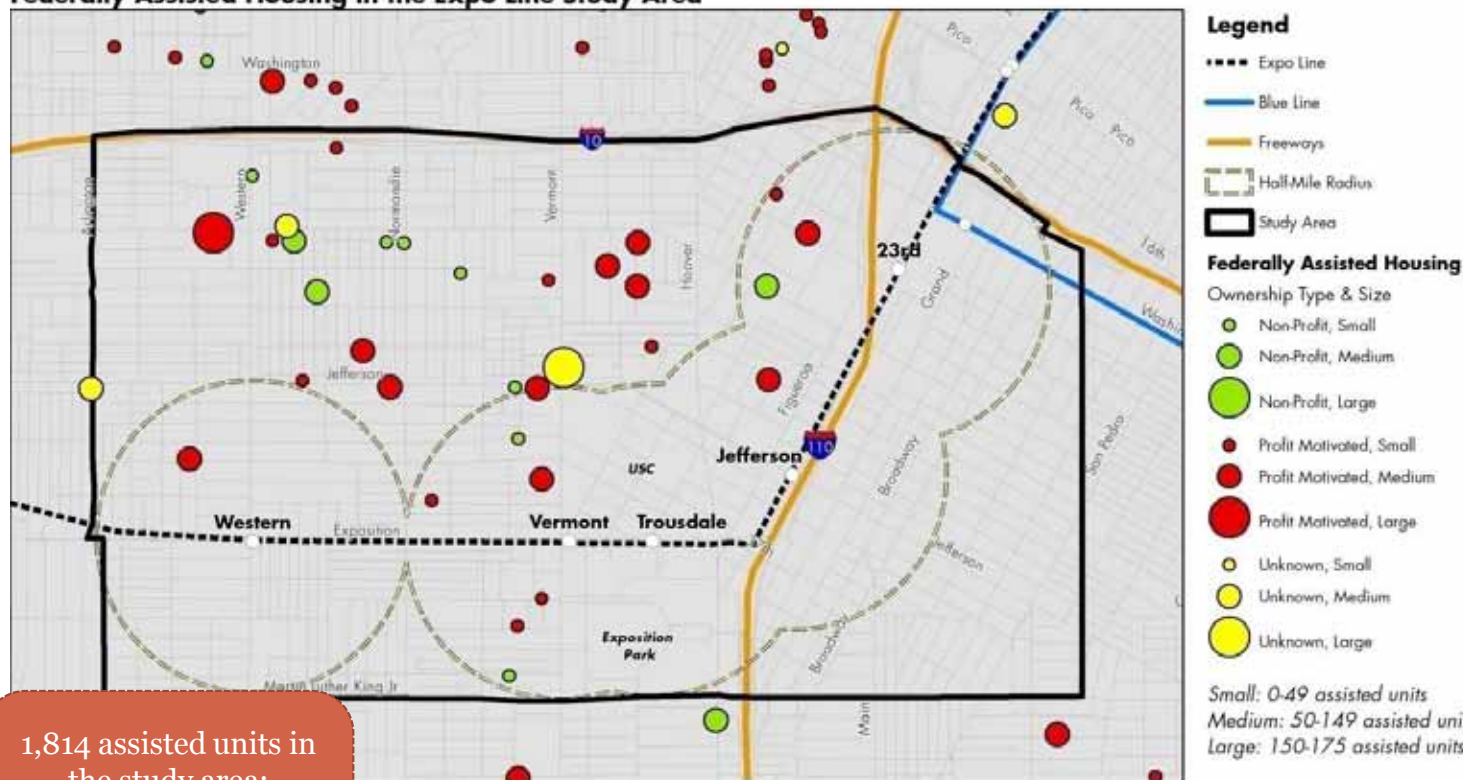 Federally Assisted Housing in the Expo Line Study Area
Pico
Washington
Pico
Pico
10
Arlington
Western
Normandie
Vermont
Hoover
16th
23rd
Grand
Washin
Jefferson
Figueroa
San Pedro
110
Jefferson
USC
Broadway
Western
Exposition
Vermont
Trousdale
Jefferson
Exposition
Park
Broadway
Martin Luther King Jr
Main
1,814 assisted units in
the study area:
Legend
Expo Line
Blue Line
Freeways
Half-Mile Radius
Study Area
Federally Assisted Housing
Ownership Type & Size
Non-Profit, Small
Non-Profit, Medium
Non-Profit, Large
Profit Motivated, Small
Profit Motivated, Medium
Profit Motivated, Large
Unknown, Small
Unknown, Medium
Unknown, Large
Small: 0-49 assisted units
Medium: 50-149 assisted uni
Large: 150-175 assisted units